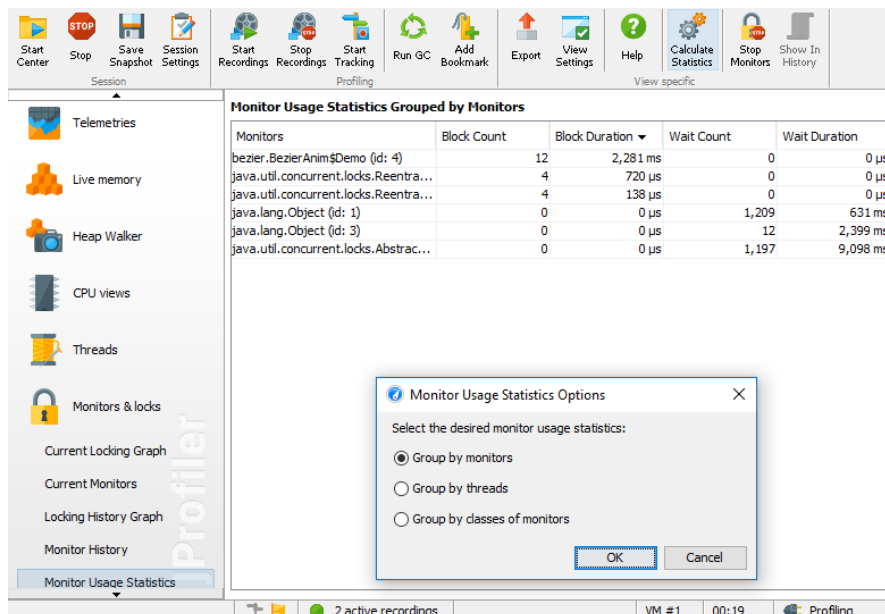 Start Center
Stop
Save Snapshot
Session Settings
Start Recordings
Stop Recordings
Start Tracking
Run GC
Add Bookmark
Export
View Settings
Help
Calculate Statistics
Stop Monitors
Show In History
Session
Profiling
View specific
Telemetries
Live memory
Heap Walker
CPU views
Threads
Monitors & locks
Current Locking Graph
Current Monitors
Locking History Graph
Monitor History
Monitor Usage Statistics
JProfiler
Monitor Usage Statistics Grouped by Monitors
Monitors Block Count Block Duration Wait Count Wait Duration
bezier.BezierAnim$Demo (id: 4) 12 2,281 ms 0 0 µs
java.util.concurrent.locks.Reentra... 4 720 µs 0 0 µs
java.util.concurrent.locks.Reentra... 4 138 µs 0 0 µs
java.lang.Object (id: 1) 0 0 µs 1,209 631 ms
java.lang.Object (id: 3) 0 0 µs 12 2,399 ms
java.util.concurrent.locks.Abstrac... 0 0 µs 1,197 9,098 ms
Monitor Usage Statistics Options
Select the desired monitor usage statistics:
Group by monitors
Group by threads
Group by classes of monitors
OK Cancel
2 active recordings VM #1 00:19 Profiling